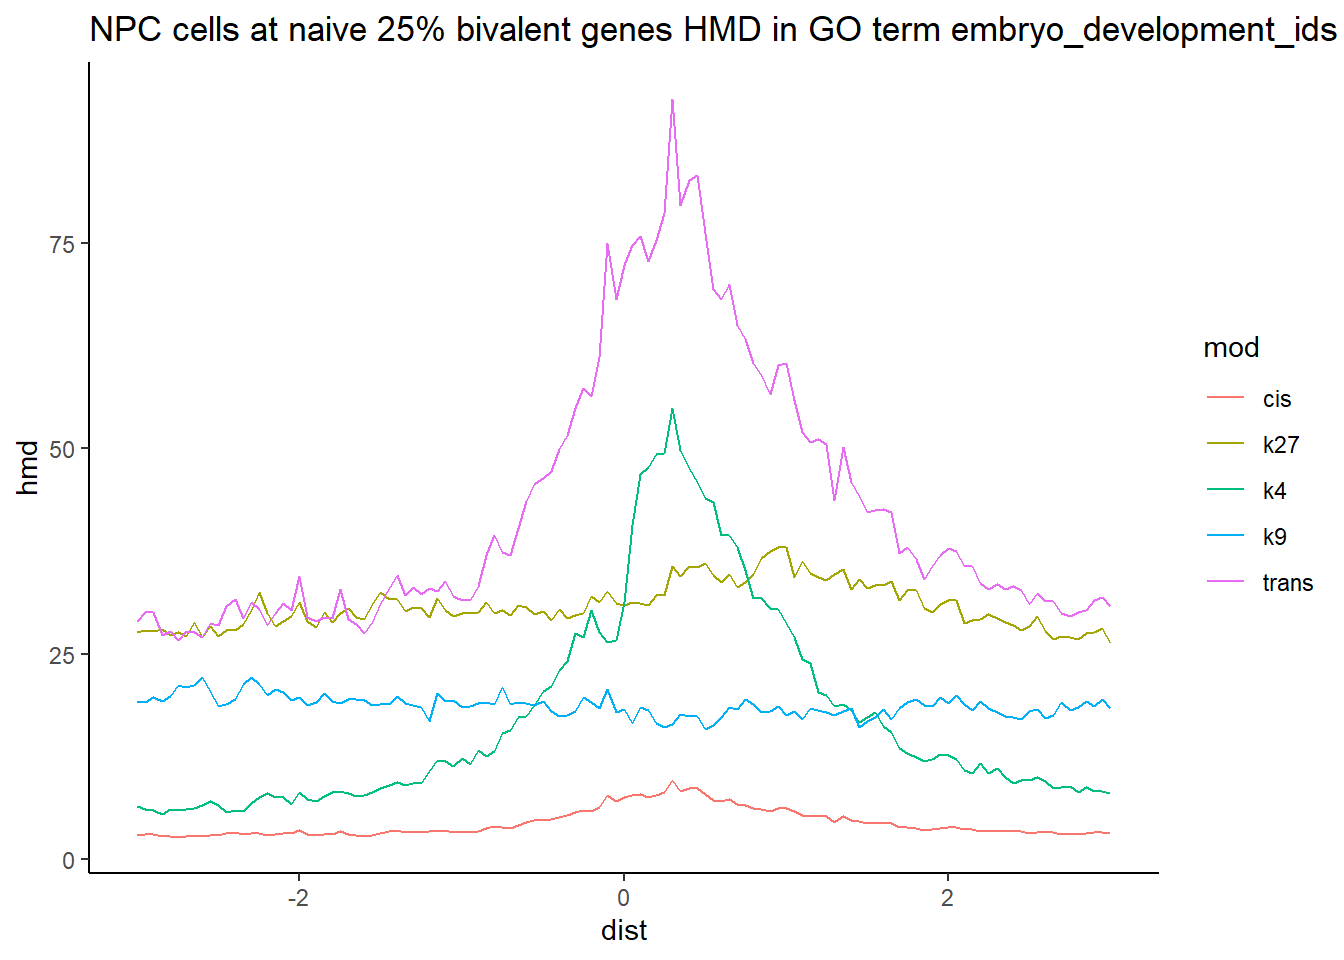 NPC cells at naive 25% bivalent genes HMD in GO term embryo_development_ids
75
50
25
0
hmd
-2
0
2
dist
mod
cis
k27
k4
k9
trans